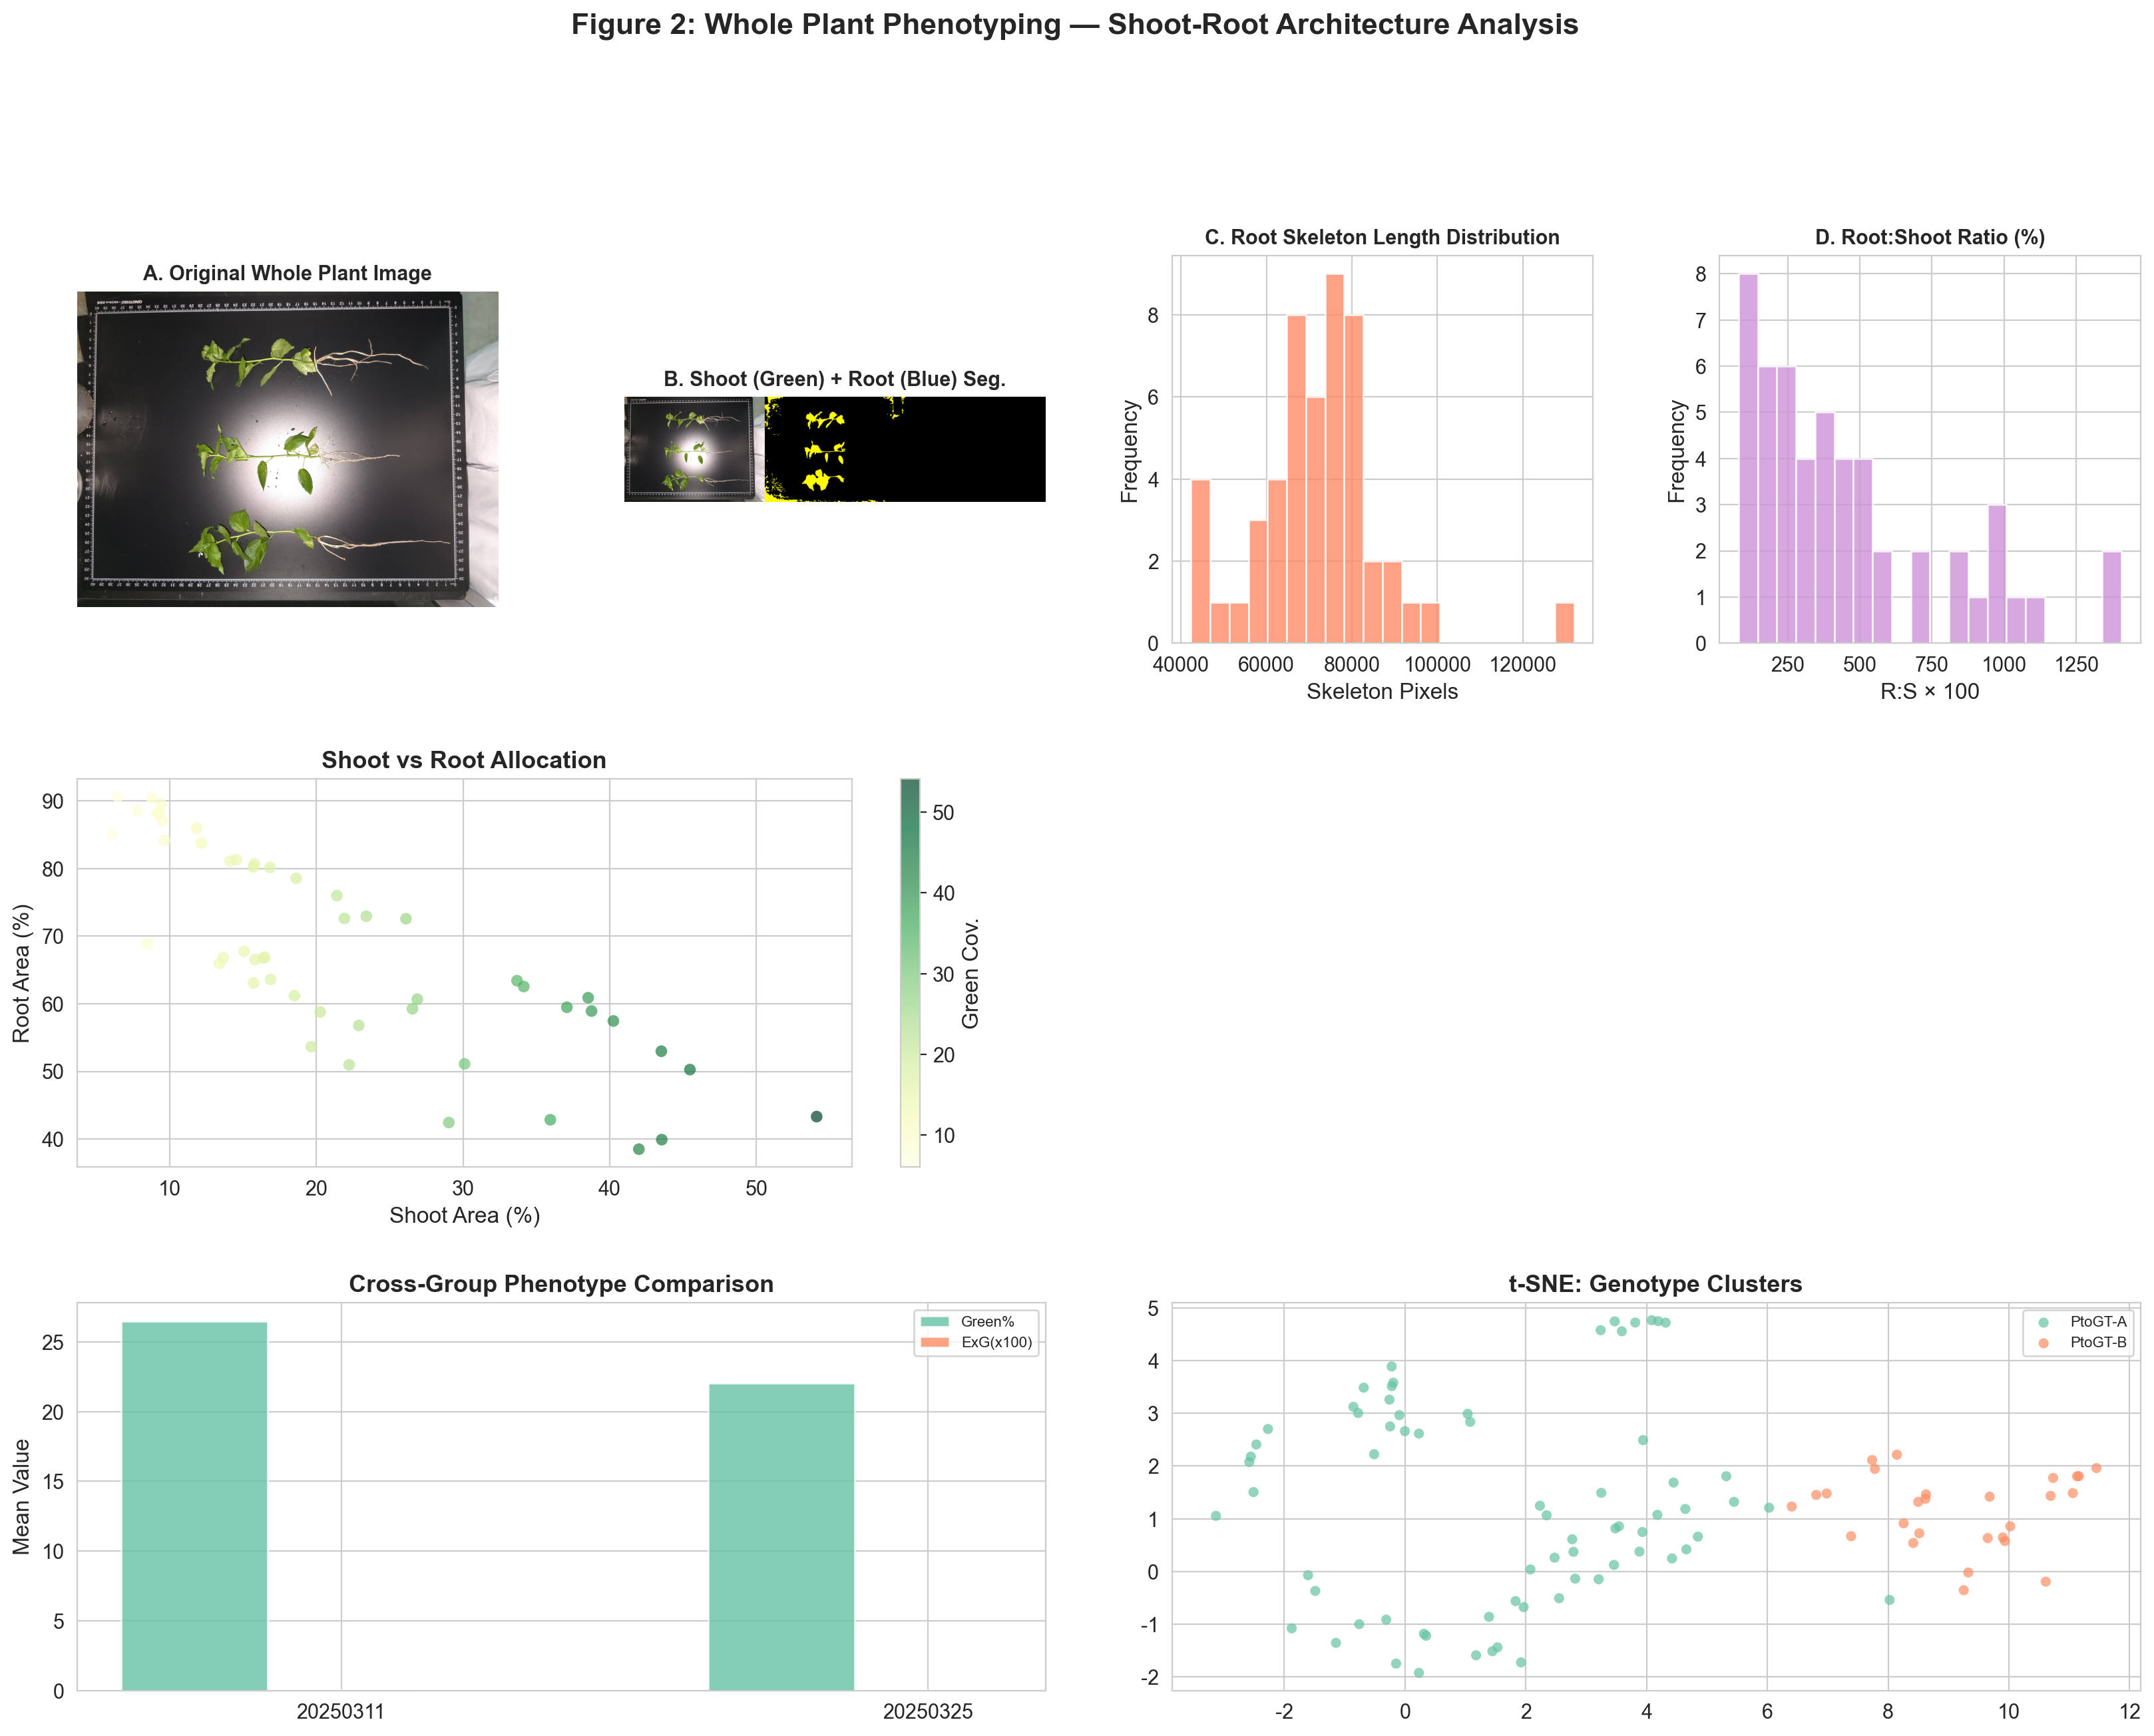 Figure 2: Whole Plant Phenotyping — Shoot-Root Architecture Analysis
A. Original Whole Plant Image
B. Shoot (Green) + Root (Blue) Seg.
C. Root Skeleton Length Distribution
Frequency
8
6
4
2
0
40000 60000 80000 100000 120000
Skeleton Pixels
D. Root:Shoot Ratio (%)
Frequency
8
7
6
5
4
3
2
1
0
250 500 750 1000 1250
R:S × 100
Shoot vs Root Allocation
Root Area (%)
90
80
70
60
50
40
10 20 30 40 50
Shoot Area (%)
50
40
30
20
10
Green Cov.
Cross-Group Phenotype Comparison
Mean Value
25
20
15
10
5
0
20250311 20250325
Green%
ExG(x100)
t-SNE: Genotype Clusters
5
4
3
2
1
0
-1
-2
-2 0 2 4 6 8 10 12
PtoGT-A
PtoGT-B